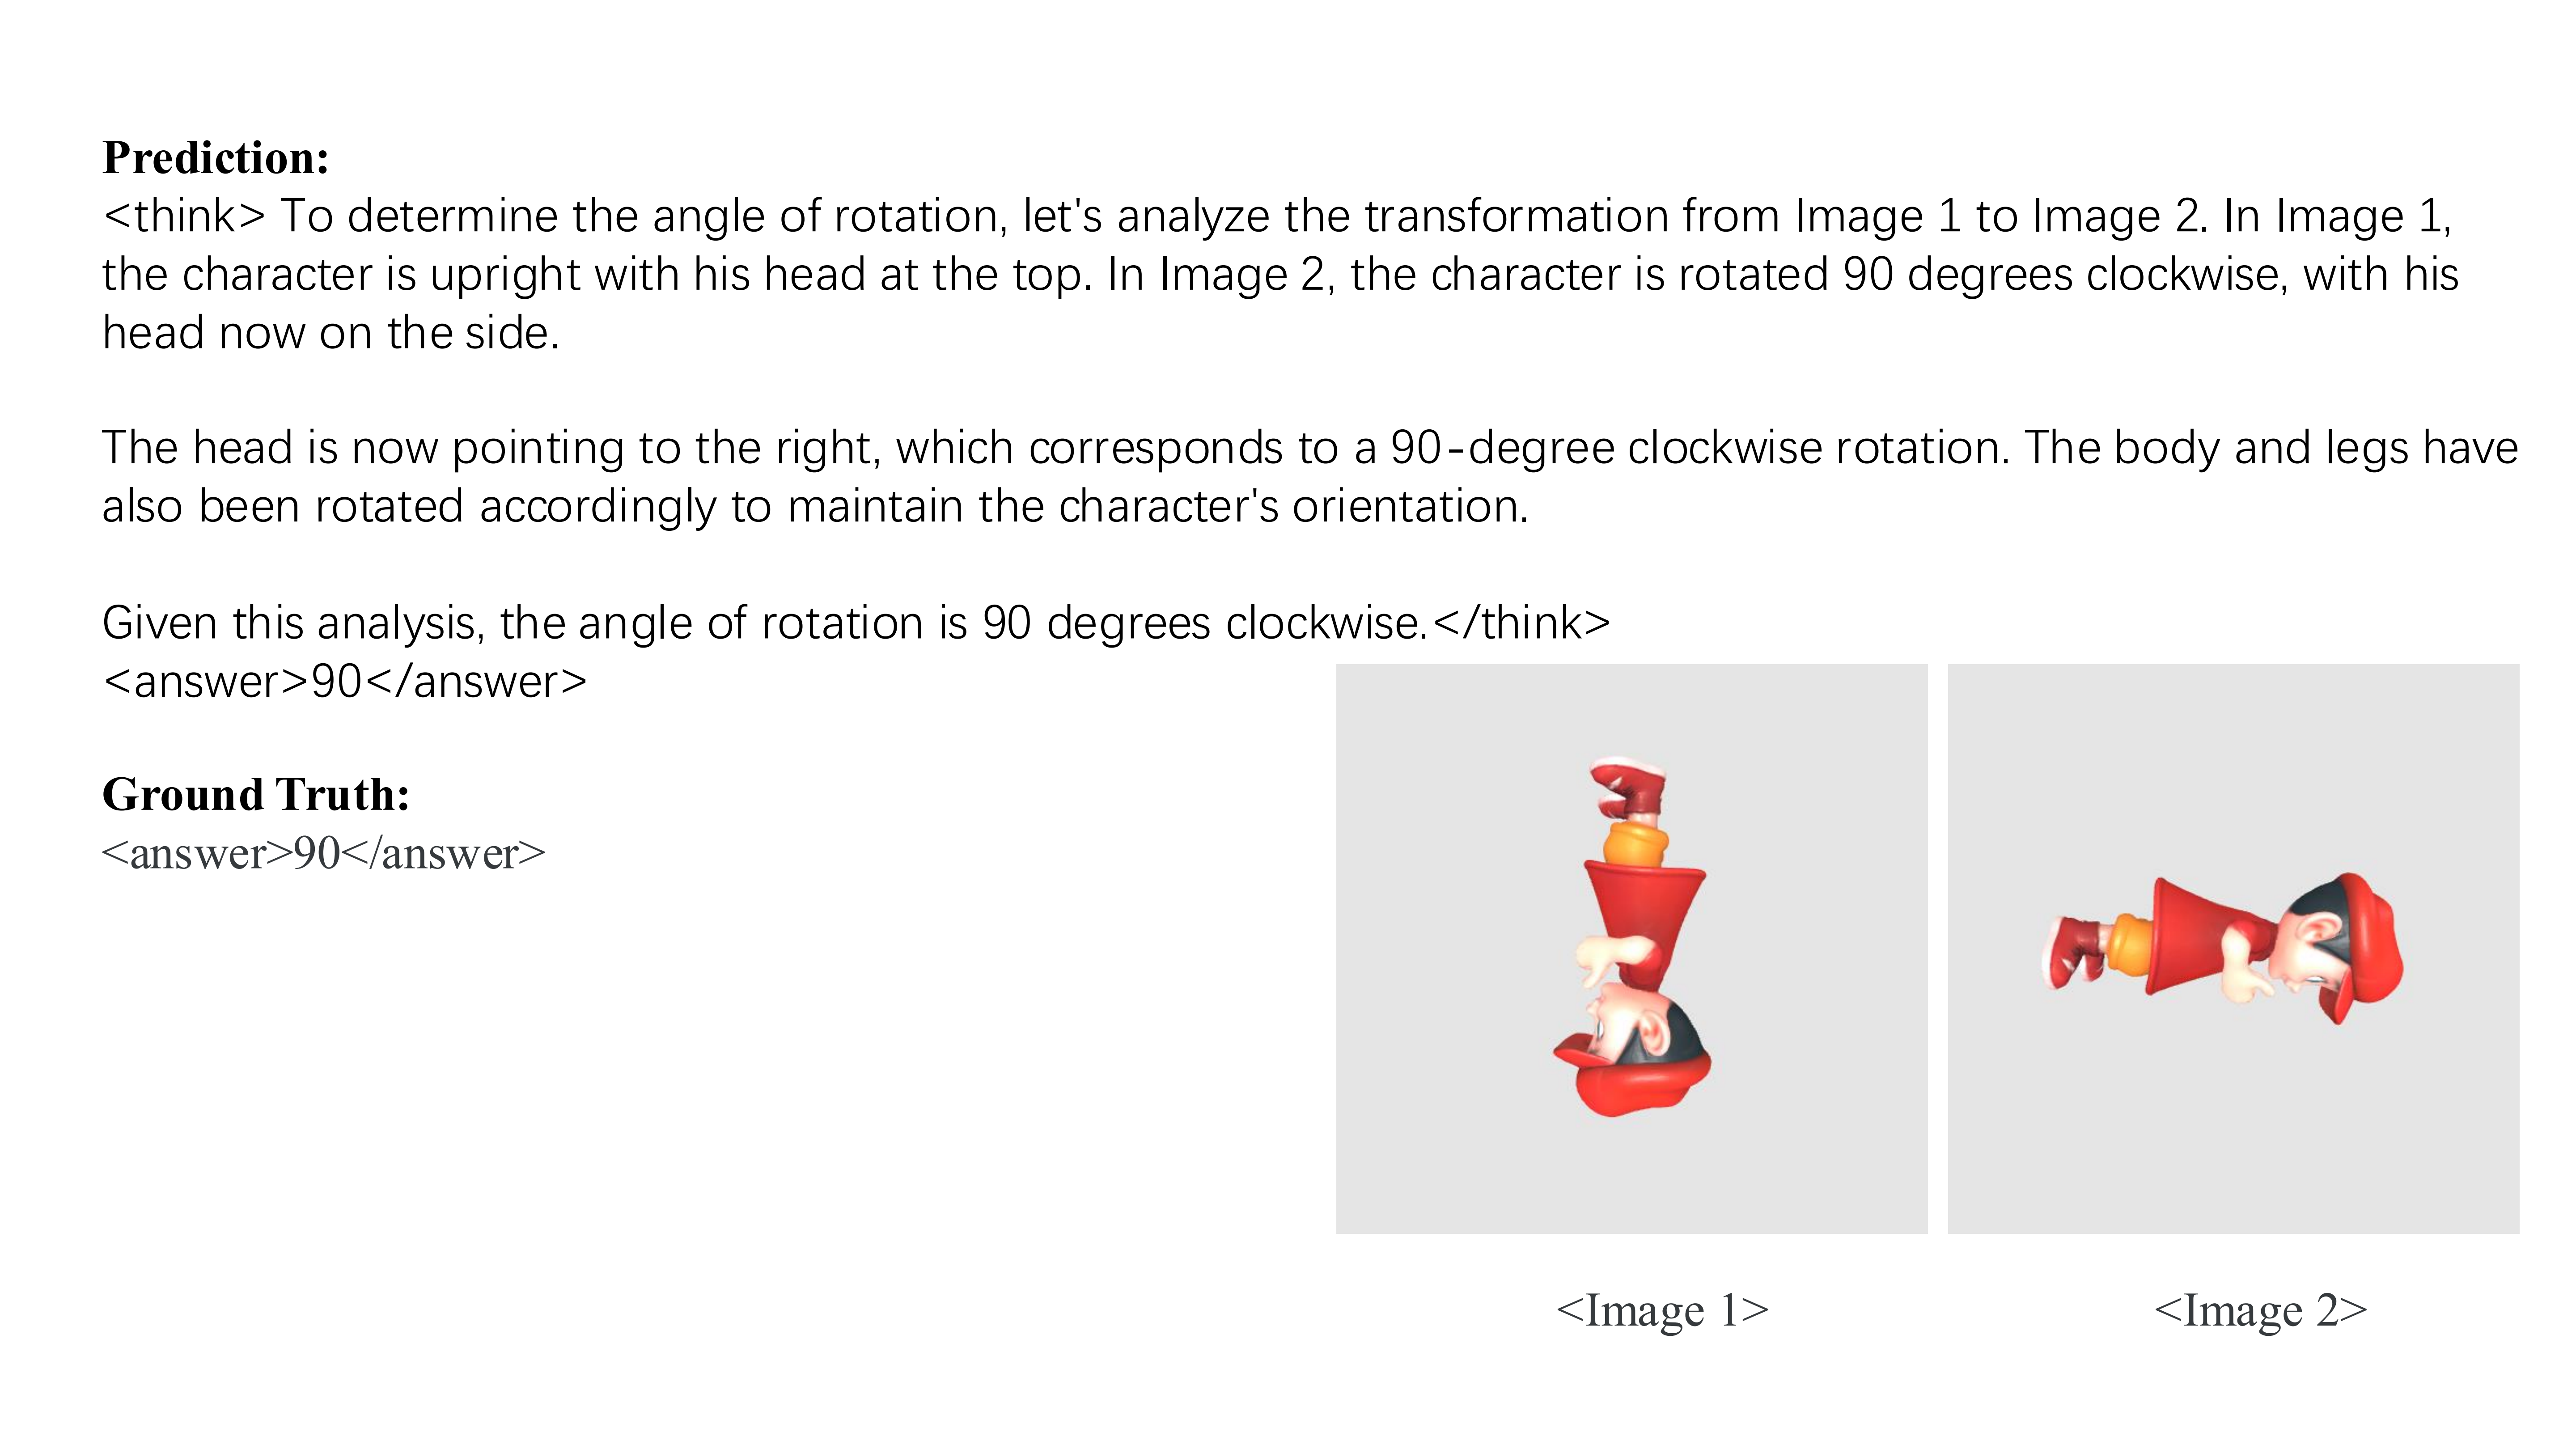 Prediction:
<think> To determine the angle of rotation, let's analyze the transformation from Image 1 to Image 2. In Image 1,
the character is upright with his head at the top. In Image 2, the character is rotated 90 degrees clockwise, with his
head now on the side.
The head is now pointing to the right, which corresponds to a 90-degree clockwise rotation. The body and legs have
also been rotated accordingly to maintain the character's orientation.
Given this analysis, the angle of rotation is 90 degrees clockwise.</think>
<answer>90</answer>
Ground Truth:
<answer>90</answer>
<Image 1>
<Image 2>